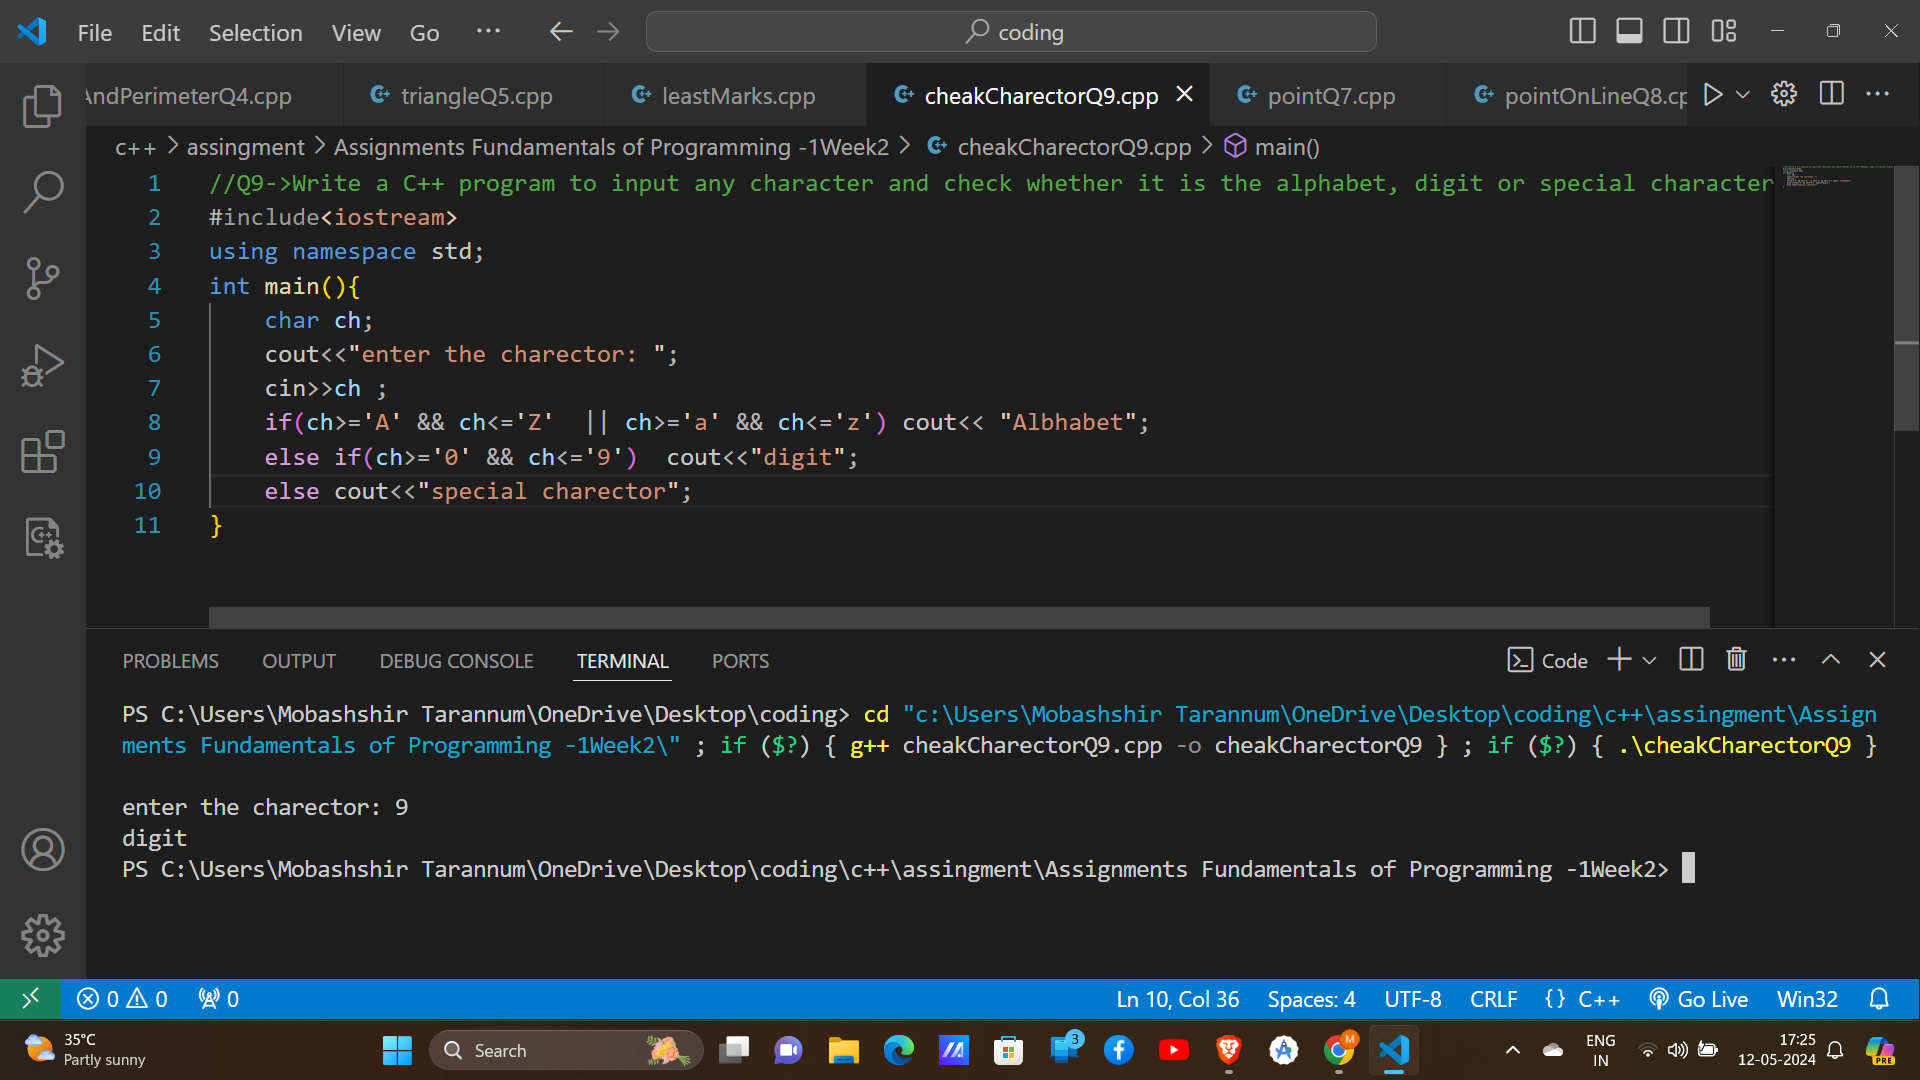 File Edit Selection View Go ··· coding
AndPerimeterQ4.cpp triangleQ5.cpp leastMarks.cpp cheakCharectorQ9.cpp pointQ7.cpp pointOnLineQ8.cp
c++ > assingment > Assignments Fundamentals of Programming -1Week2 > cheakCharectorQ9.cpp > main()
1 //Q9->Write a C++ program to input any character and check whether it is the alphabet, digit or special character
2 #include<iostream>
3 using namespace std;
4 int main(){
5 char ch;
6 cout<<"enter the charector: ";
7 cin>>ch ;
8 if(ch>='A' && ch<='Z'  || ch>='a' && ch<='z') cout<< "Albhabet";
9 else if(ch>='0' && ch<='9')  cout<<"digit";
10 else cout<<"special charector";
11 }
PROBLEMS OUTPUT DEBUG CONSOLE TERMINAL PORTS Code
PS C:\Users\Mobashshir Tarannum\OneDrive\Desktop\coding> cd "c:\Users\Mobashshir Tarannum\OneDrive\Desktop\coding\c++\assingment\Assign
ments Fundamentals of Programming -1Week2\" ; if ($?) { g++ cheakCharectorQ9.cpp -o cheakCharectorQ9 } ; if ($?) { .\cheakCharectorQ9 }
enter the charector: 9
digit
PS C:\Users\Mobashshir Tarannum\OneDrive\Desktop\coding\c++\assingment\Assignments Fundamentals of Programming -1Week2>
0 0 0 Ln 10, Col 36 Spaces: 4 UTF-8 CRLF {} C++ Go Live Win32
35°C
Partly sunny
Search
3
M
ENG
IN
17:25
12-05-2024
PRE